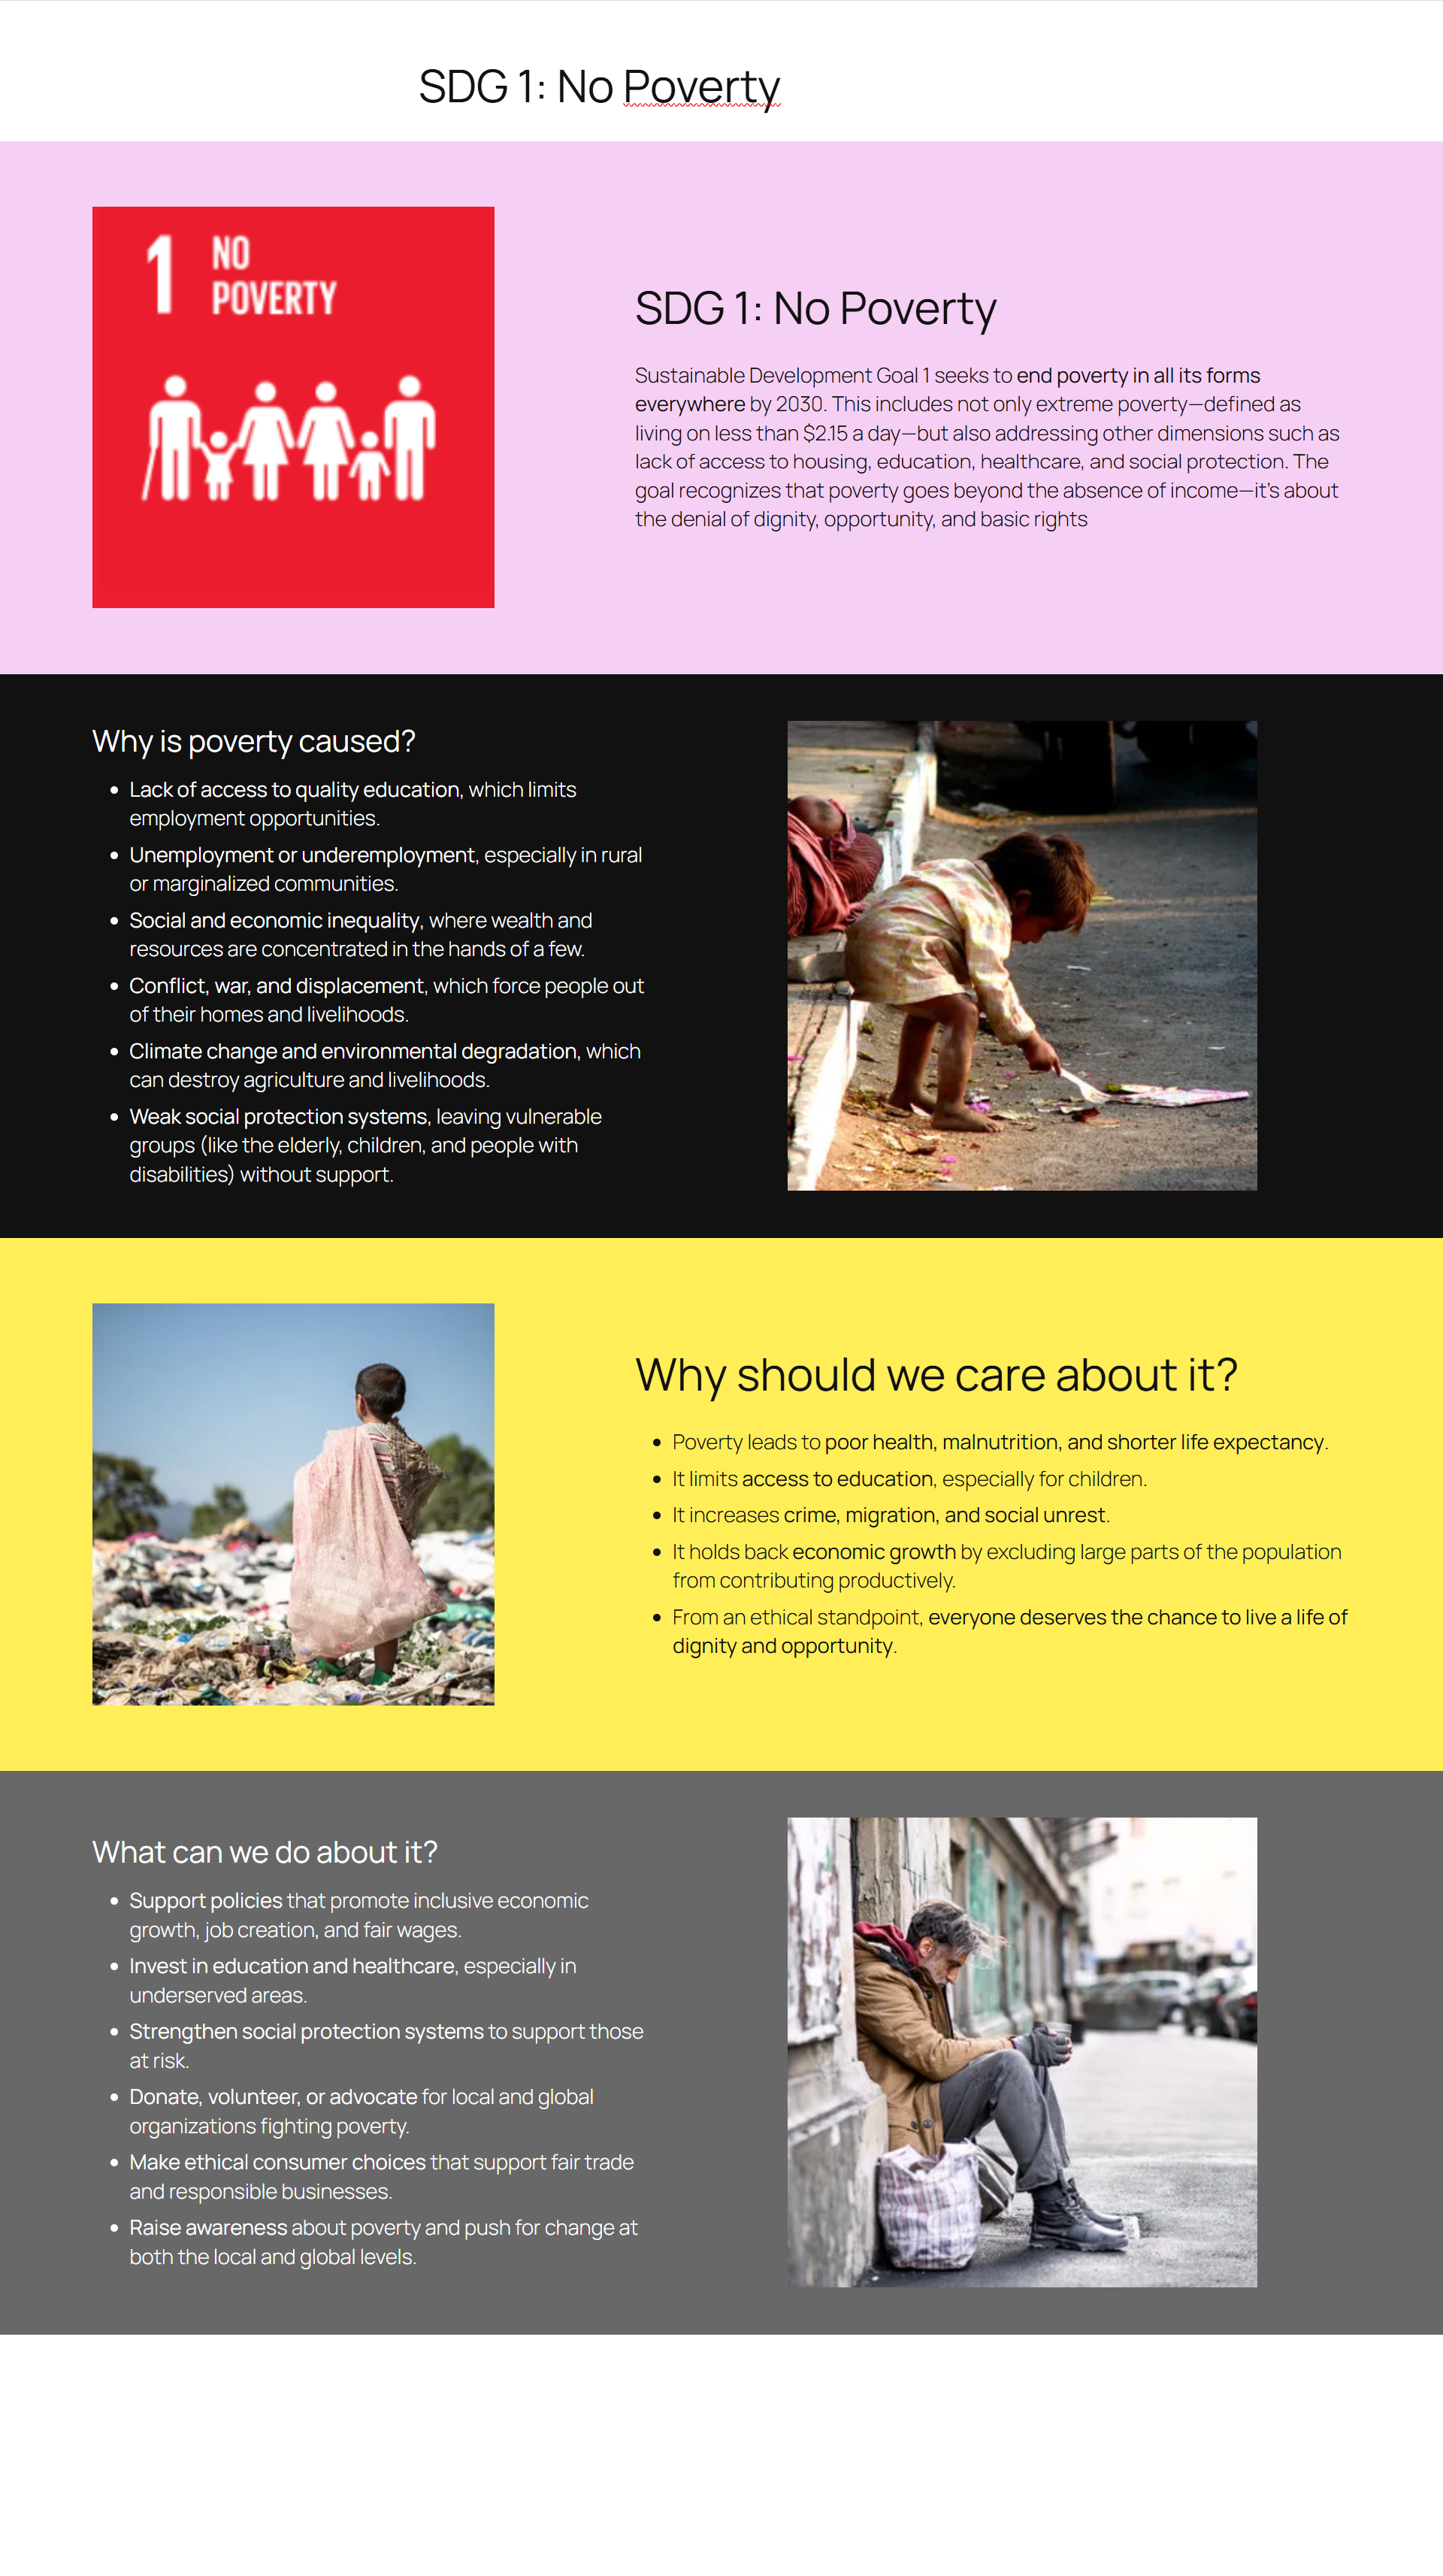 SDG 1: No Poverty
1 NO
POVERTY
SDG 1: No Poverty
Sustainable Development Goal 1 seeks to end poverty in all its forms
everywhere by 2030. This includes not only extreme poverty—defined as
living on less than $2.15 a day—but also addressing other dimensions such as
lack of access to housing, education, healthcare, and social protection. The
goal recognizes that poverty goes beyond the absence of income—it's about
the denial of dignity, opportunity, and basic rights
Why is poverty caused?
• Lack of access to quality education, which limits
employment opportunities.
• Unemployment or underemployment, especially in rural
or marginalized communities.
• Social and economic inequality, where wealth and
resources are concentrated in the hands of a few.
• Conflict, war, and displacement, which force people out
of their homes and livelihoods.
• Climate change and environmental degradation, which
can destroy agriculture and livelihoods.
• Weak social protection systems, leaving vulnerable
groups (like the elderly, children, and people with
disabilities) without support.
Why should we care about it?
• Poverty leads to poor health, malnutrition, and shorter life expectancy.
• It limits access to education, especially for children.
• It increases crime, migration, and social unrest.
• It holds back economic growth by excluding large parts of the population
from contributing productively.
• From an ethical standpoint, everyone deserves the chance to live a life of
dignity and opportunity.
What can we do about it?
• Support policies that promote inclusive economic
growth, job creation, and fair wages.
• Invest in education and healthcare, especially in
underserved areas.
• Strengthen social protection systems to support those
at risk.
• Donate, volunteer, or advocate for local and global
organizations fighting poverty.
• Make ethical consumer choices that support fair trade
and responsible businesses.
• Raise awareness about poverty and push for change at
both the local and global levels.